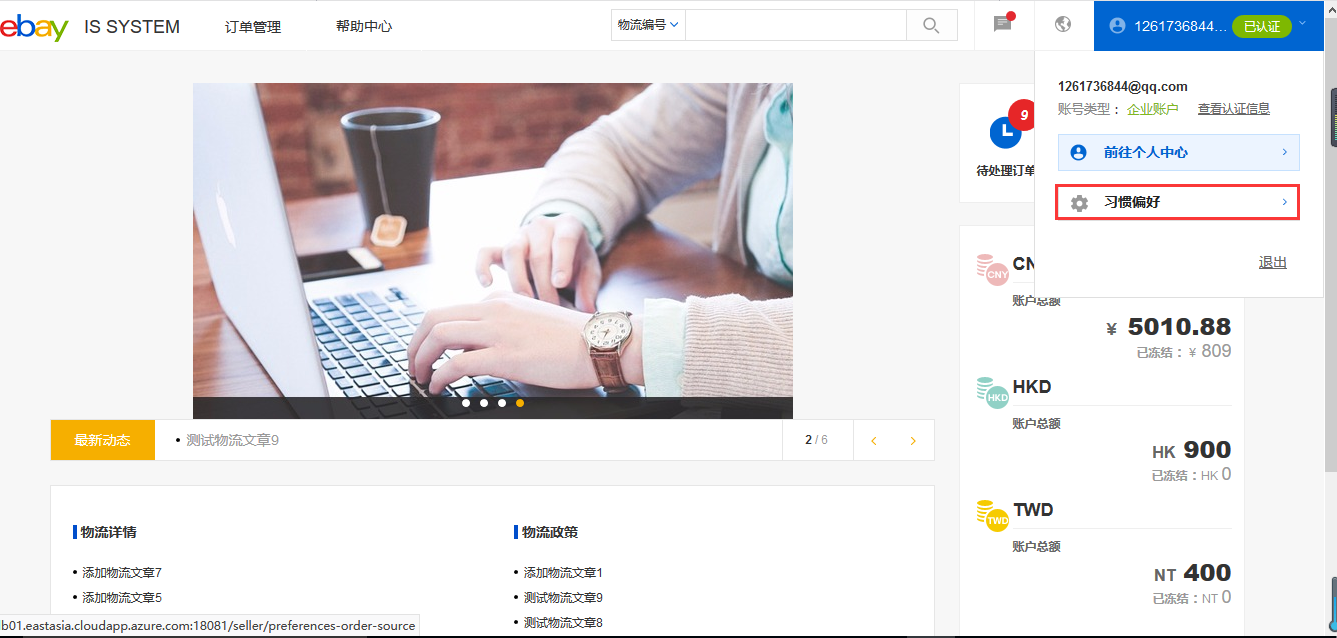 ebay IS SYSTEM 订单管理 帮助中心 物流编号 1261736844... 已认证
1261736844@qq.com
账号类型： 企业账户 查看认证信息
9
前往个人中心
待处理订单
习惯偏好
退出
CNY CN
账户总额
¥ 5010.88
已冻结：¥ 809
HKD HKD
账户总额
HK 900
已冻结：HK 0
TWD TWD
账户总额
NT 400
已冻结：NT 0
最新动态 • 测试物流文章9 2 / 6
物流详情
• 添加物流文章7
• 添加物流文章5
物流政策
• 添加物流文章1
• 测试物流文章9
• 测试物流文章8
lb01.eastasia.cloudapp.azure.com:18081/seller/preferences-order-source